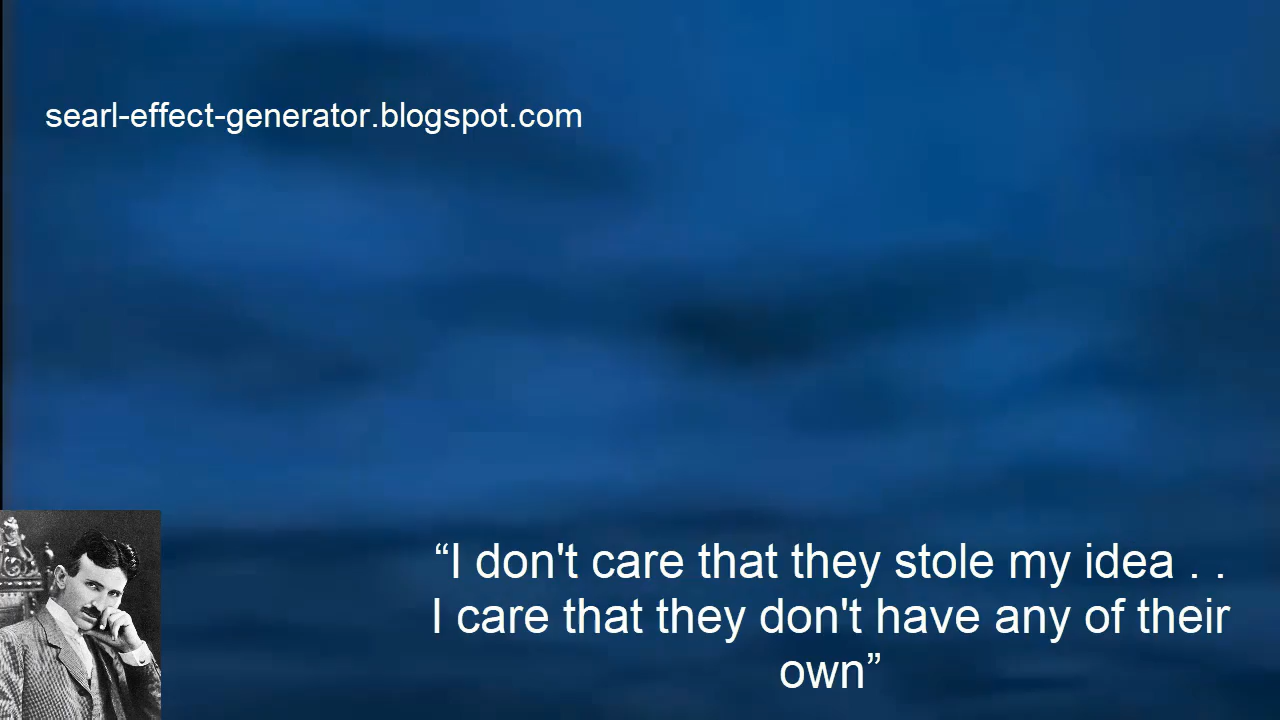 searl-effect-generator.blogspot.com
“I don't care that they stole my idea . .
I care that they don't have any of their
own”